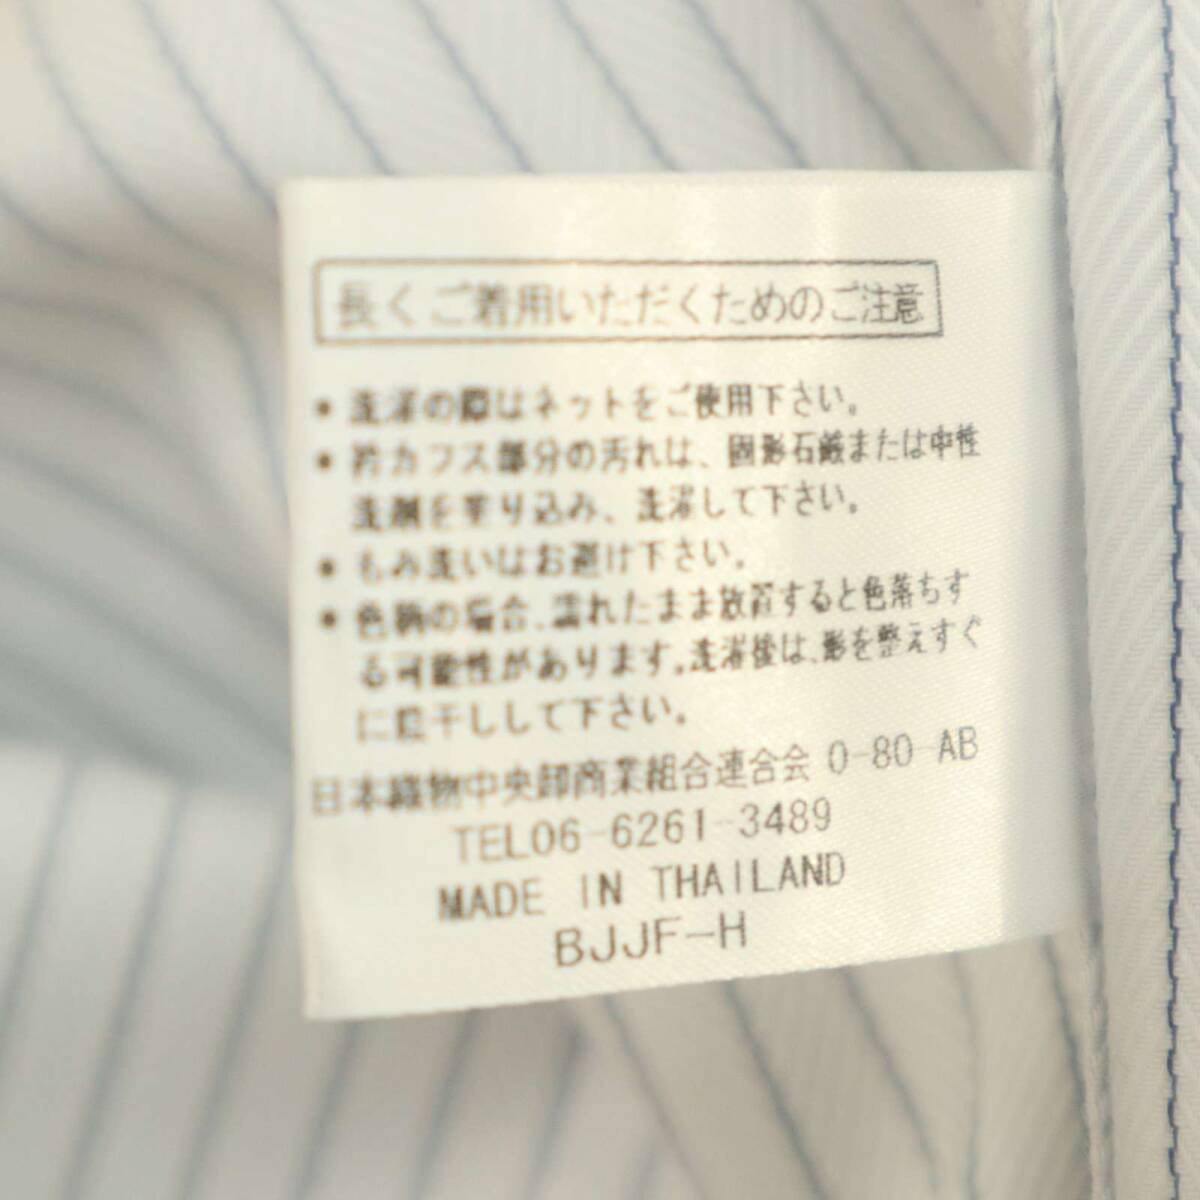 長くご着用いただくためのご注意
• 洗濯の際はネットをご使用下さい。
• 衿カフス部分の汚れは、固形石鹸または中性
洗剤を塗り込み、洗濯して下さい。
• もみ洗いはお避け下さい。
• 色柄の場合、濡れたまま放置すると色落ちす
る可能性があります。洗濯後は、形を整えすぐ
に陰干しして下さい。
日本織物中央卸商業組合連合会 0-80-AB
TEL06-6261-3489
MADE IN THAILAND
BJJF-H